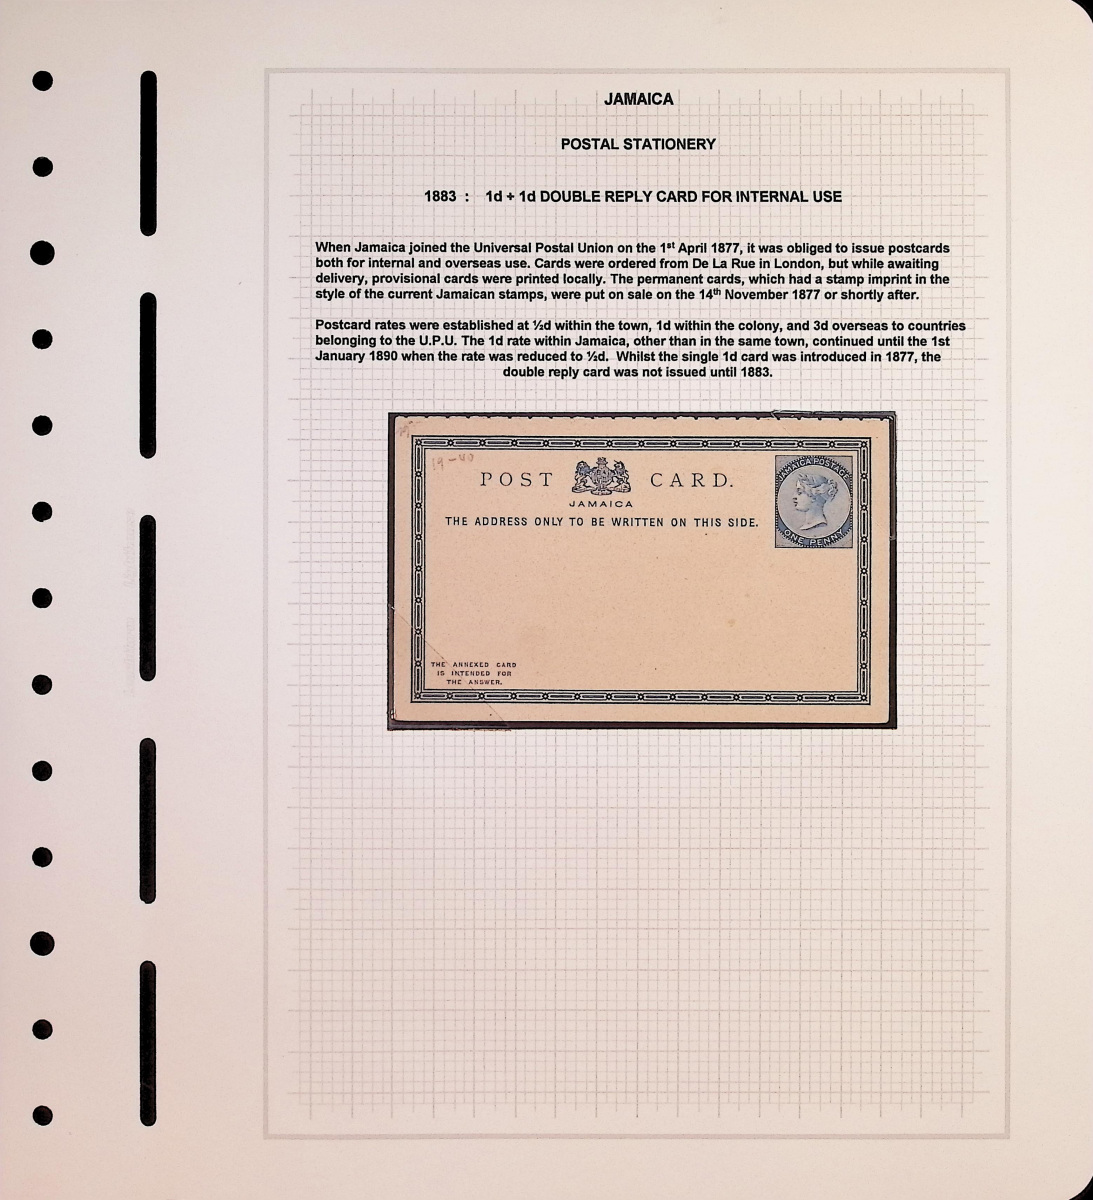 JAMAICA
POSTAL STATIONERY
1883 : 1d + 1d DOUBLE REPLY CARD FOR INTERNAL USE
When Jamaica joined the Universal Postal Union on the 1st April 1877, it was obliged to issue postcards
both for internal and overseas use. Cards were ordered from De La Rue in London, but while awaiting
delivery, provisional cards were printed locally. The permanent cards, which had a stamp imprint in the
style of the current Jamaican stamps, were put on sale on the 14th November 1877 or shortly after.
Postcard rates were established at ½d within the town, 1d within the colony, and 3d overseas to countries
belonging to the U.P.U. The 1d rate within Jamaica, other than in the same town, continued until the 1st
January 1890 when the rate was reduced to ½d. Whilst the single 1d card was introduced in 1877, the
double reply card was not issued until 1883.
POST CARD.
JAMAICA
THE ADDRESS ONLY TO BE WRITTEN ON THIS SIDE.
JAMAICA POSTAGE
ONE PENNY
THE ANNEXED CARD
IS INTENDED FOR
THE ANSWER.